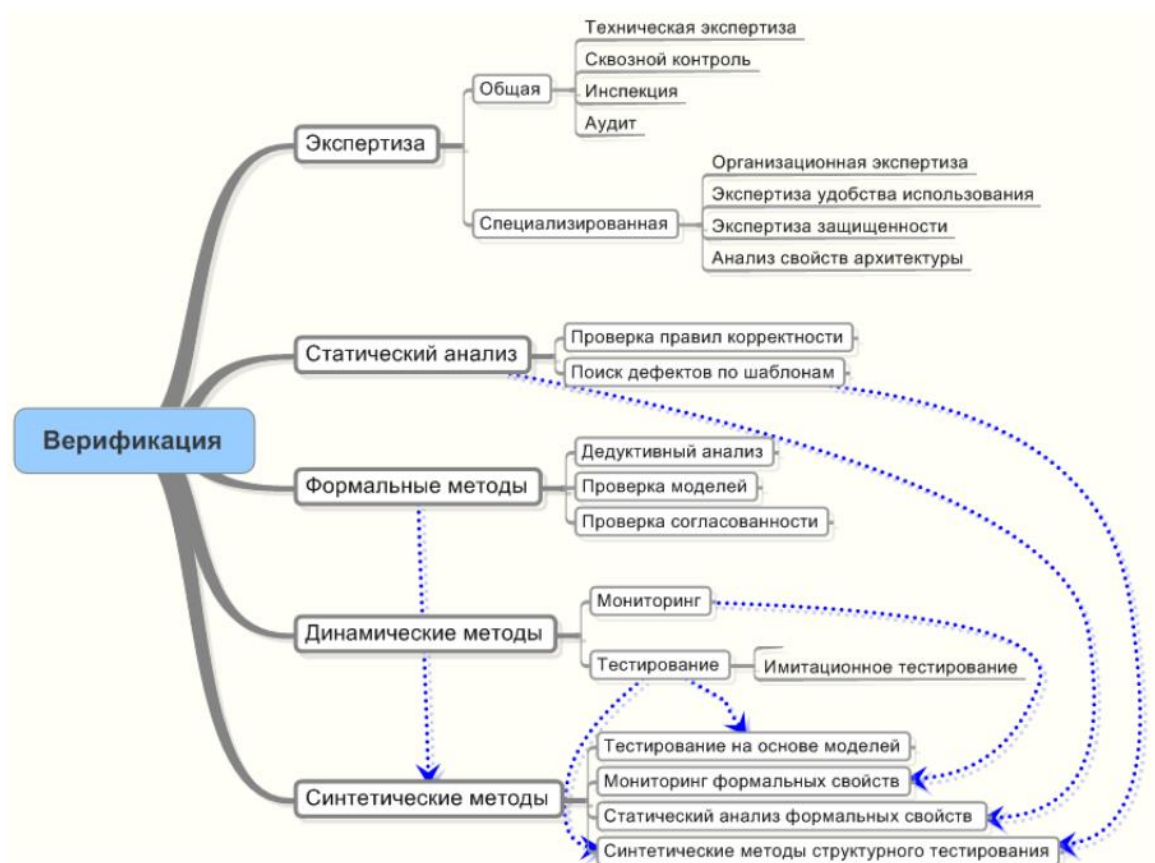 Верификация
Экспертиза
Общая
Техническая экспертиза
Сквозной контроль
Инспекция
Аудит
Специализированная
Организационная экспертиза
Экспертиза удобства использования
Экспертиза защищенности
Анализ свойств архитектуры
Статический анализ
Проверка правил корректности
Поиск дефектов по шаблонам
Формальные методы
Дедуктивный анализ
Проверка моделей
Проверка согласованности
Динамические методы
Мониторинг
Тестирование
Имитационное тестирование
Синтетические методы
Тестирование на основе моделей
Мониторинг формальных свойств
Статический анализ формальных свойств
Синтетические методы структурного тестирования